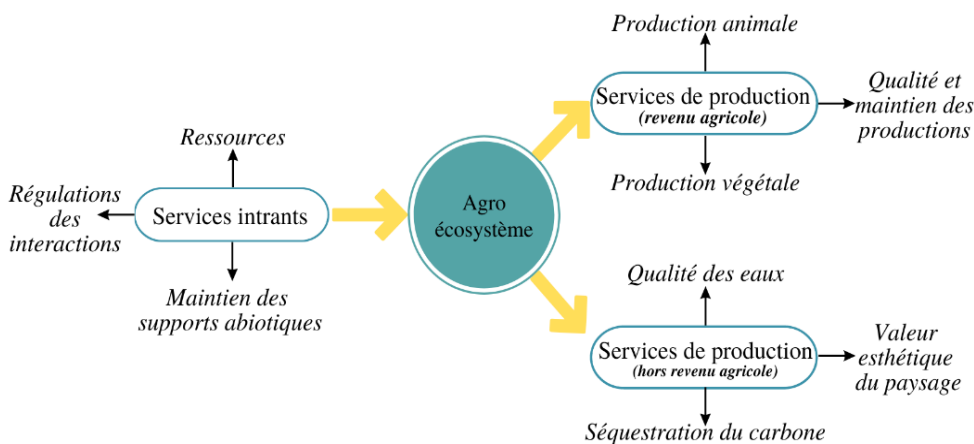 Ressources
Régulations
des
interactions
Services intrants
Maintien des
supports abiotiques
Agro
écosystème
Production animale
Services de production
(revenu agricole)
Qualité et
maintien des
productions
Production végétale
Qualité des eaux
Services de production
(hors revenu agricole)
Valeur
esthétique
du paysage
Séquestration du carbone